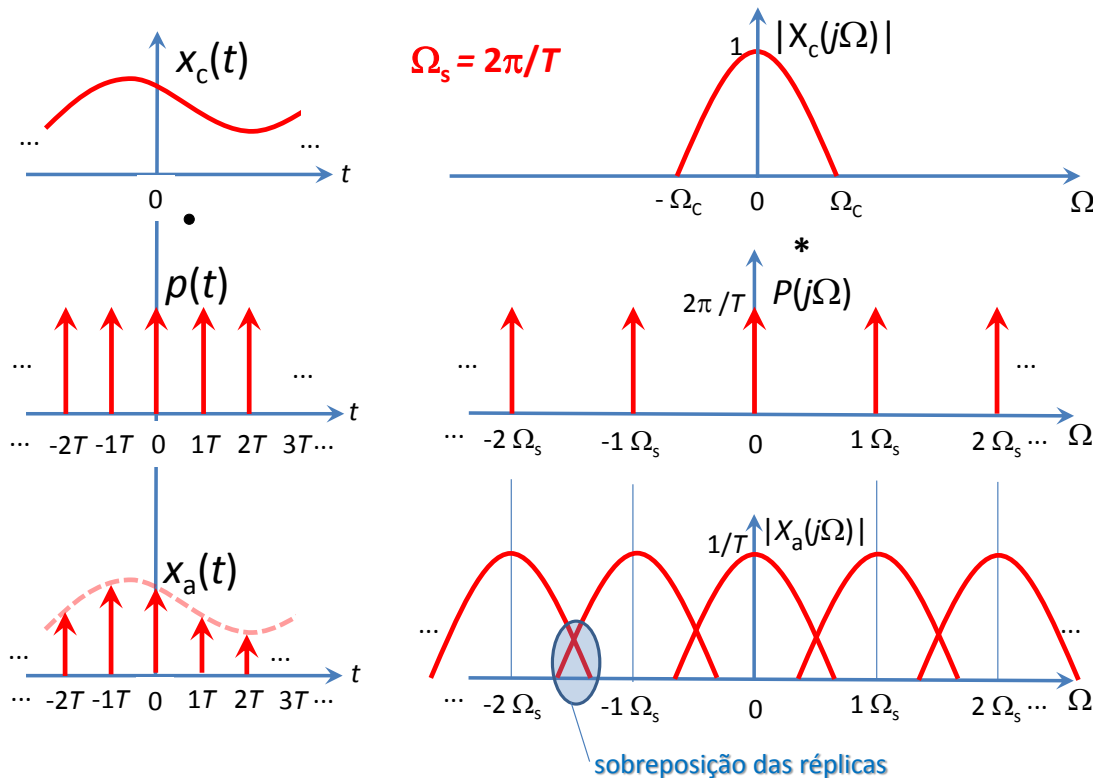 x_c(t)
Ω_s = 2π/T
|X_c(jΩ)|
1
... ...
t
0
- Ω_c 0 Ω_c Ω
•
*
p(t)
2π /T
P(jΩ)
... ...
t
... ...
... -2T -1T 0 1T 2T 3T... 
... -2 Ω_s -1 Ω_s 0 1 Ω_s 2 Ω_s ... Ω
x_a(t)
1/T
|X_a(jΩ)|
... ...
t
... ...
... -2T -1T 0 1T 2T 3T...
... -2 Ω_s -1 Ω_s 0 1 Ω_s 2 Ω_s ... Ω
sobreposição das réplicas